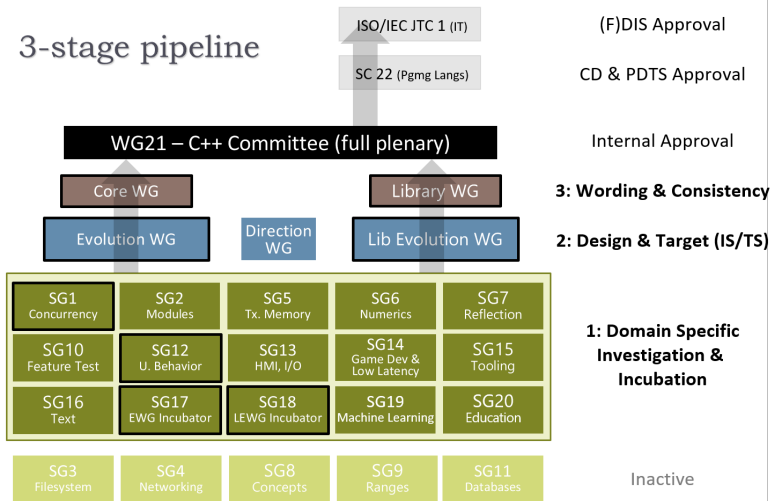 3-stage pipeline
ISO/IEC JTC 1 (IT)
(F)DIS Approval
SC 22 (Pgmg Langs)
CD & PDTS Approval
WG21 – C++ Committee (full plenary)
Internal Approval
Core WG
Library WG
3: Wording & Consistency
Evolution WG
Direction
WG
Lib Evolution WG
2: Design & Target (IS/TS)
SG1
Concurrency
SG2
Modules
SG5
Tx. Memory
SG6
Numerics
SG7
Reflection
SG10
Feature Test
SG12
U. Behavior
SG13
HMI, I/O
SG14
Game Dev &
Low Latency
SG15
Tooling
SG16
Text
SG17
EWG Incubator
SG18
LEWG Incubator
SG19
Machine Learning
SG20
Education
1: Domain Specific
Investigation &
Incubation
SG3
Filesystem
SG4
Networking
SG8
Concepts
SG9
Ranges
SG11
Databases
Inactive